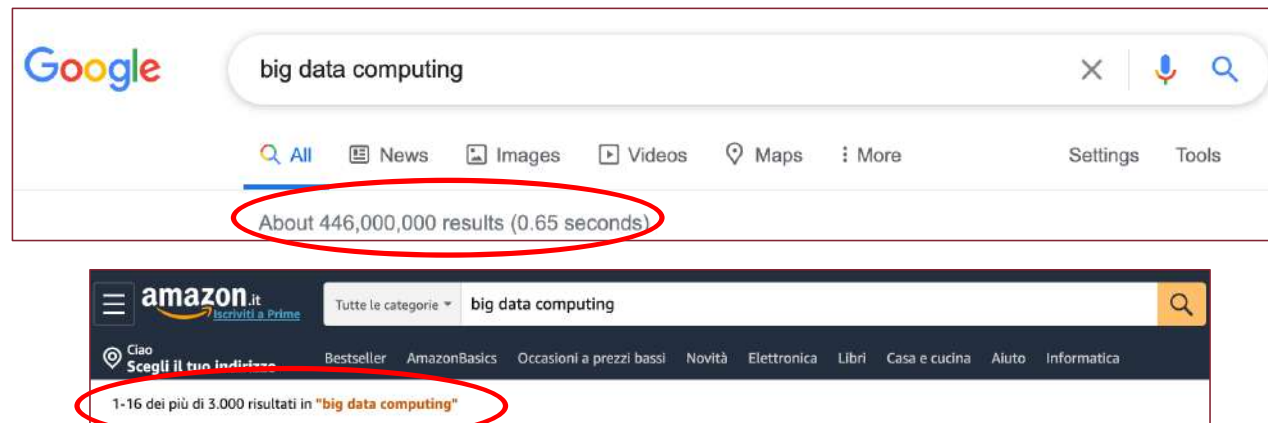 Google big data computing
All News Images Videos Maps More Settings Tools
About 446,000,000 results (0.65 seconds)
amazon.it Tutte le categorie big data computing
Iscriviti a Prime
Ciao
Scegli il tuo indirizzo Bestseller AmazonBasics Occasioni a prezzi bassi Novità Elettronica Libri Casa e cucina Aiuto Informatica
1-16 dei più di 3.000 risultati in "big data computing"